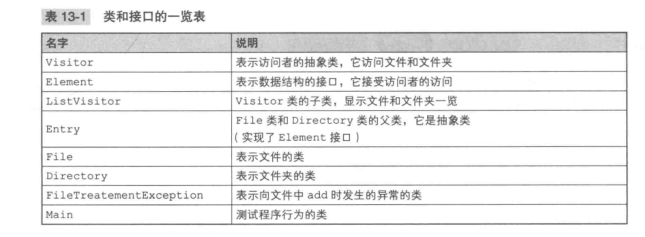 表 13-1 类和接口的一览表
名字 说明
Visitor 表示访问者的抽象类，它访问文件和文件夹
Element 表示数据结构的接口，它接受访问者的访问
ListVisitor Visitor 类的子类，显示文件和文件夹一览
Entry File 类和 Directory 类的父类，它是抽象类
（实现了 Element 接口）
File 表示文件的类
Directory 表示文件夹的类
FileTreatementException 表示向文件中 add 时发生的异常的类
Main 测试程序行为的类